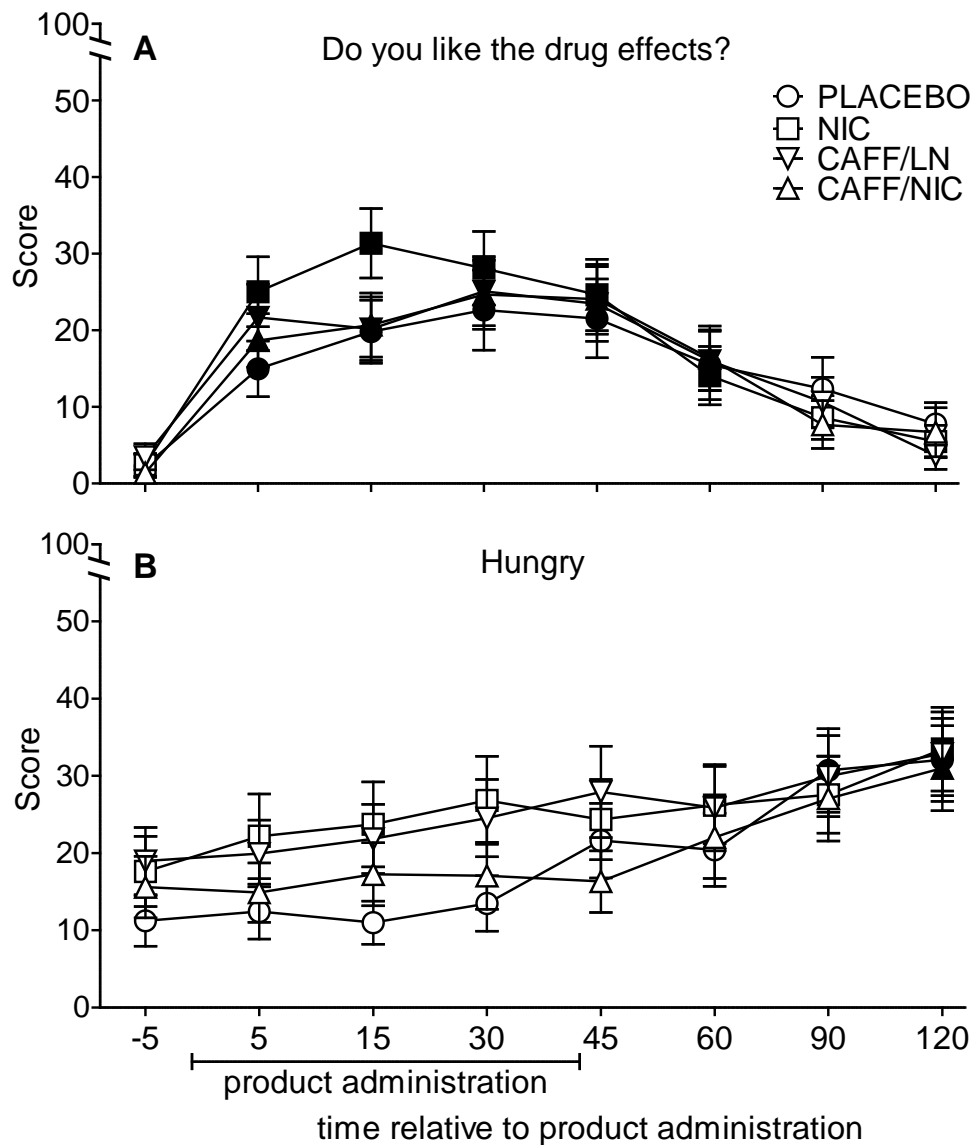 100
A
Do you like the drug effects?
50
PLACEBO
NIC
40
CAFF/LN
CAFF/NIC
Score
30
20
10
0
100
B
Hungry
50
40
Score
30
20
10
0
-5 5 15 30 45 60 90 120
product administration
time relative to product administration